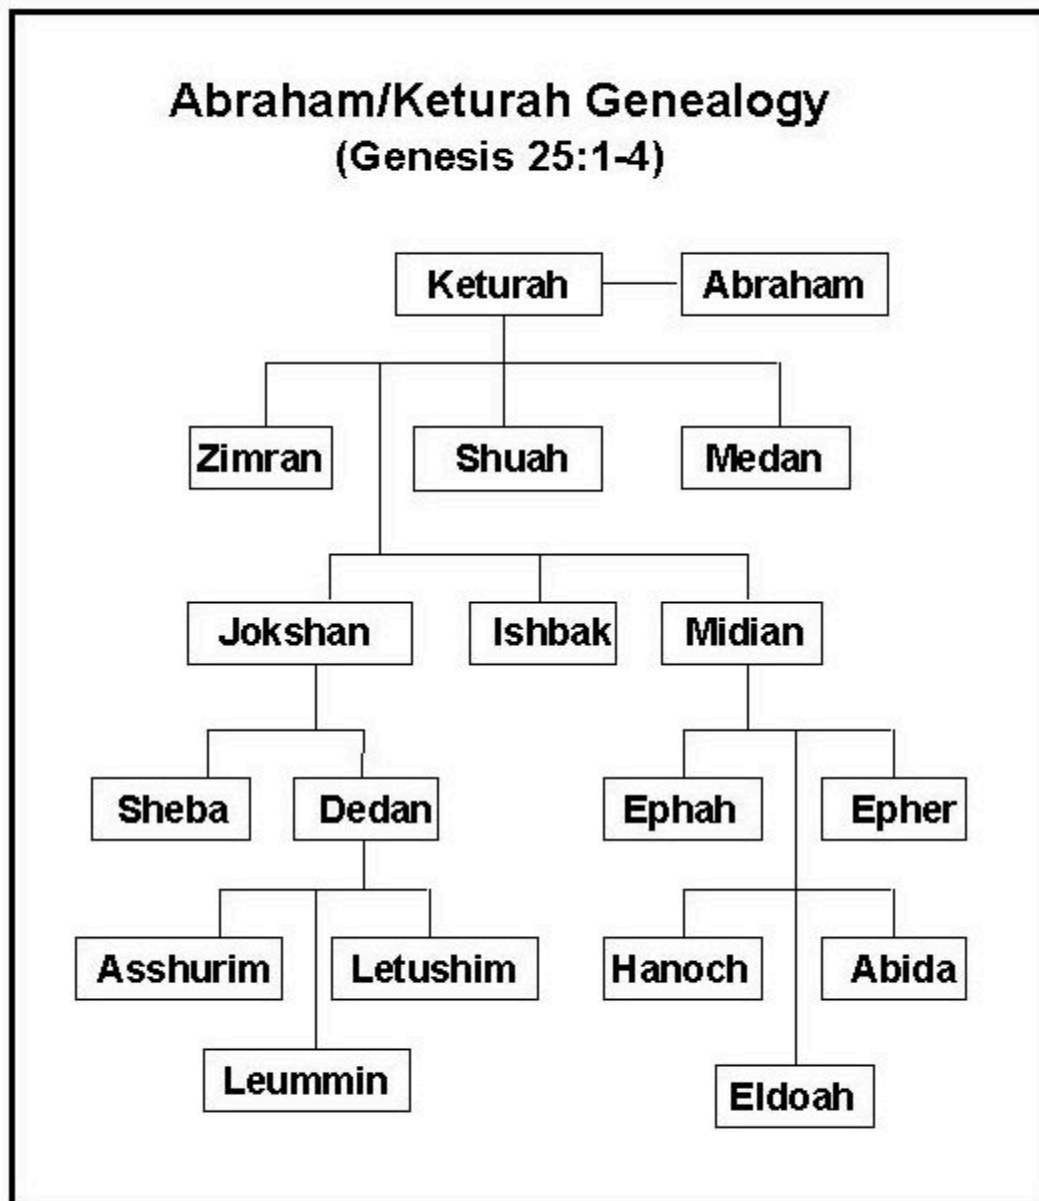 Abraham/Keturah Genealogy
(Genesis 25:1-4)
Keturah
Abraham
Zimran
Shuah
Medan
Jokshan
Ishbak
Midian
Sheba
Dedan
Ephah
Epher
Asshurim
Letushim
Hanoch
Abida
Leummin
Eldoah